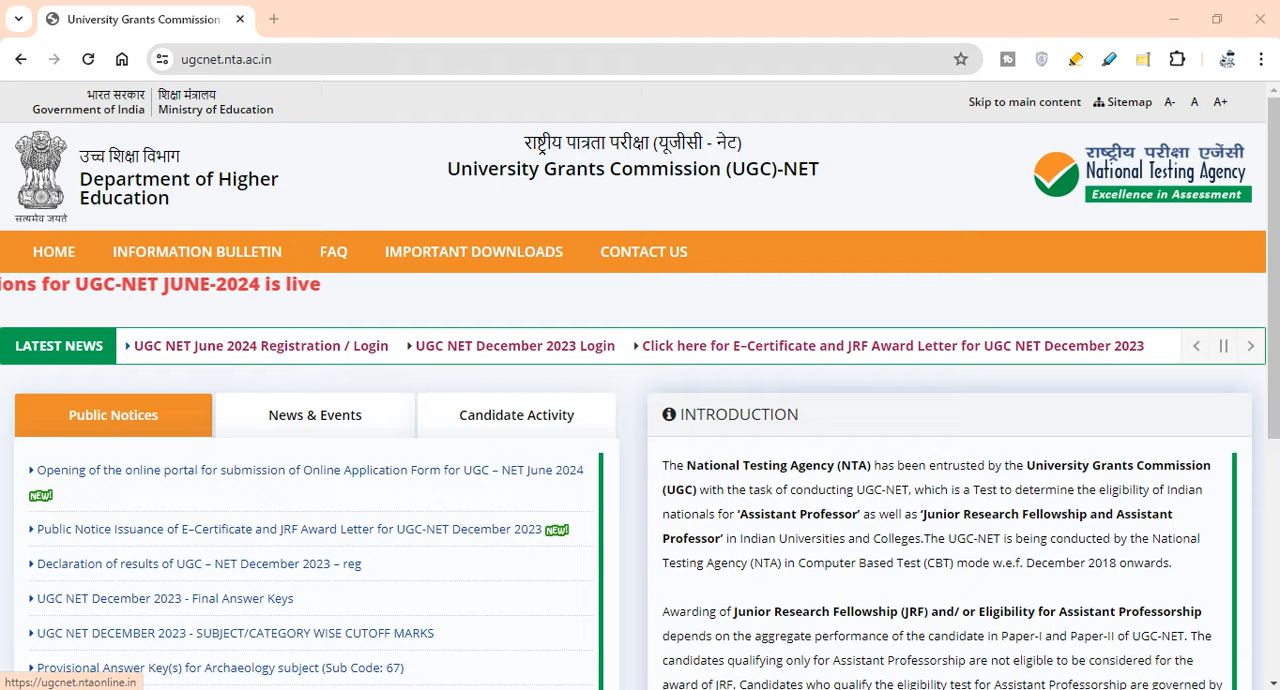 University Grants Commission
ugcnet.nta.ac.in
भारत सरकार
Government of India
शिक्षा मंत्रालय
Ministry of Education
Skip to main content
Sitemap
A-
A
A+
सत्यमेव जयते
उच्च शिक्षा विभाग
Department of Higher
Education
राष्ट्रीय पात्रता परीक्षा (यूजीसी - नेट)
University Grants Commission (UGC)-NET
राष्ट्रीय परीक्षा एजेंसी
National Testing Agency
Excellence in Assessment
HOME
INFORMATION BULLETIN
FAQ
IMPORTANT DOWNLOADS
CONTACT US
ions for UGC-NET JUNE-2024 is live
LATEST NEWS
UGC NET June 2024 Registration / Login
UGC NET December 2023 Login
Click here for E–Certificate and JRF Award Letter for UGC NET December 2023
Public Notices
News & Events
Candidate Activity
Opening of the online portal for submission of Online Application Form for UGC – NET June 2024
NEW!
Public Notice Issuance of E–Certificate and JRF Award Letter for UGC-NET December 2023 NEW!
Declaration of results of UGC – NET December 2023 – reg
UGC NET December 2023 - Final Answer Keys
UGC NET DECEMBER 2023 - SUBJECT/CATEGORY WISE CUTOFF MARKS
Provisional Answer Key(s) for Archaeology subject (Sub Code: 67)
INTRODUCTION
The National Testing Agency (NTA) has been entrusted by the University Grants Commission
(UGC) with the task of conducting UGC-NET, which is a Test to determine the eligibility of Indian
nationals for ‘Assistant Professor’ as well as ‘Junior Research Fellowship and Assistant
Professor’ in Indian Universities and Colleges.The UGC-NET is being conducted by the National
Testing Agency (NTA) in Computer Based Test (CBT) mode w.e.f. December 2018 onwards.
Awarding of Junior Research Fellowship (JRF) and/ or Eligibility for Assistant Professorship
depends on the aggregate performance of the candidate in Paper-I and Paper-II of UGC-NET. The
candidates qualifying only for Assistant Professorship are not eligible to be considered for the
award of JRF. Candidates who qualify the eligibility test for Assistant Professorship are governed by
https://ugcnet.ntaonline.in